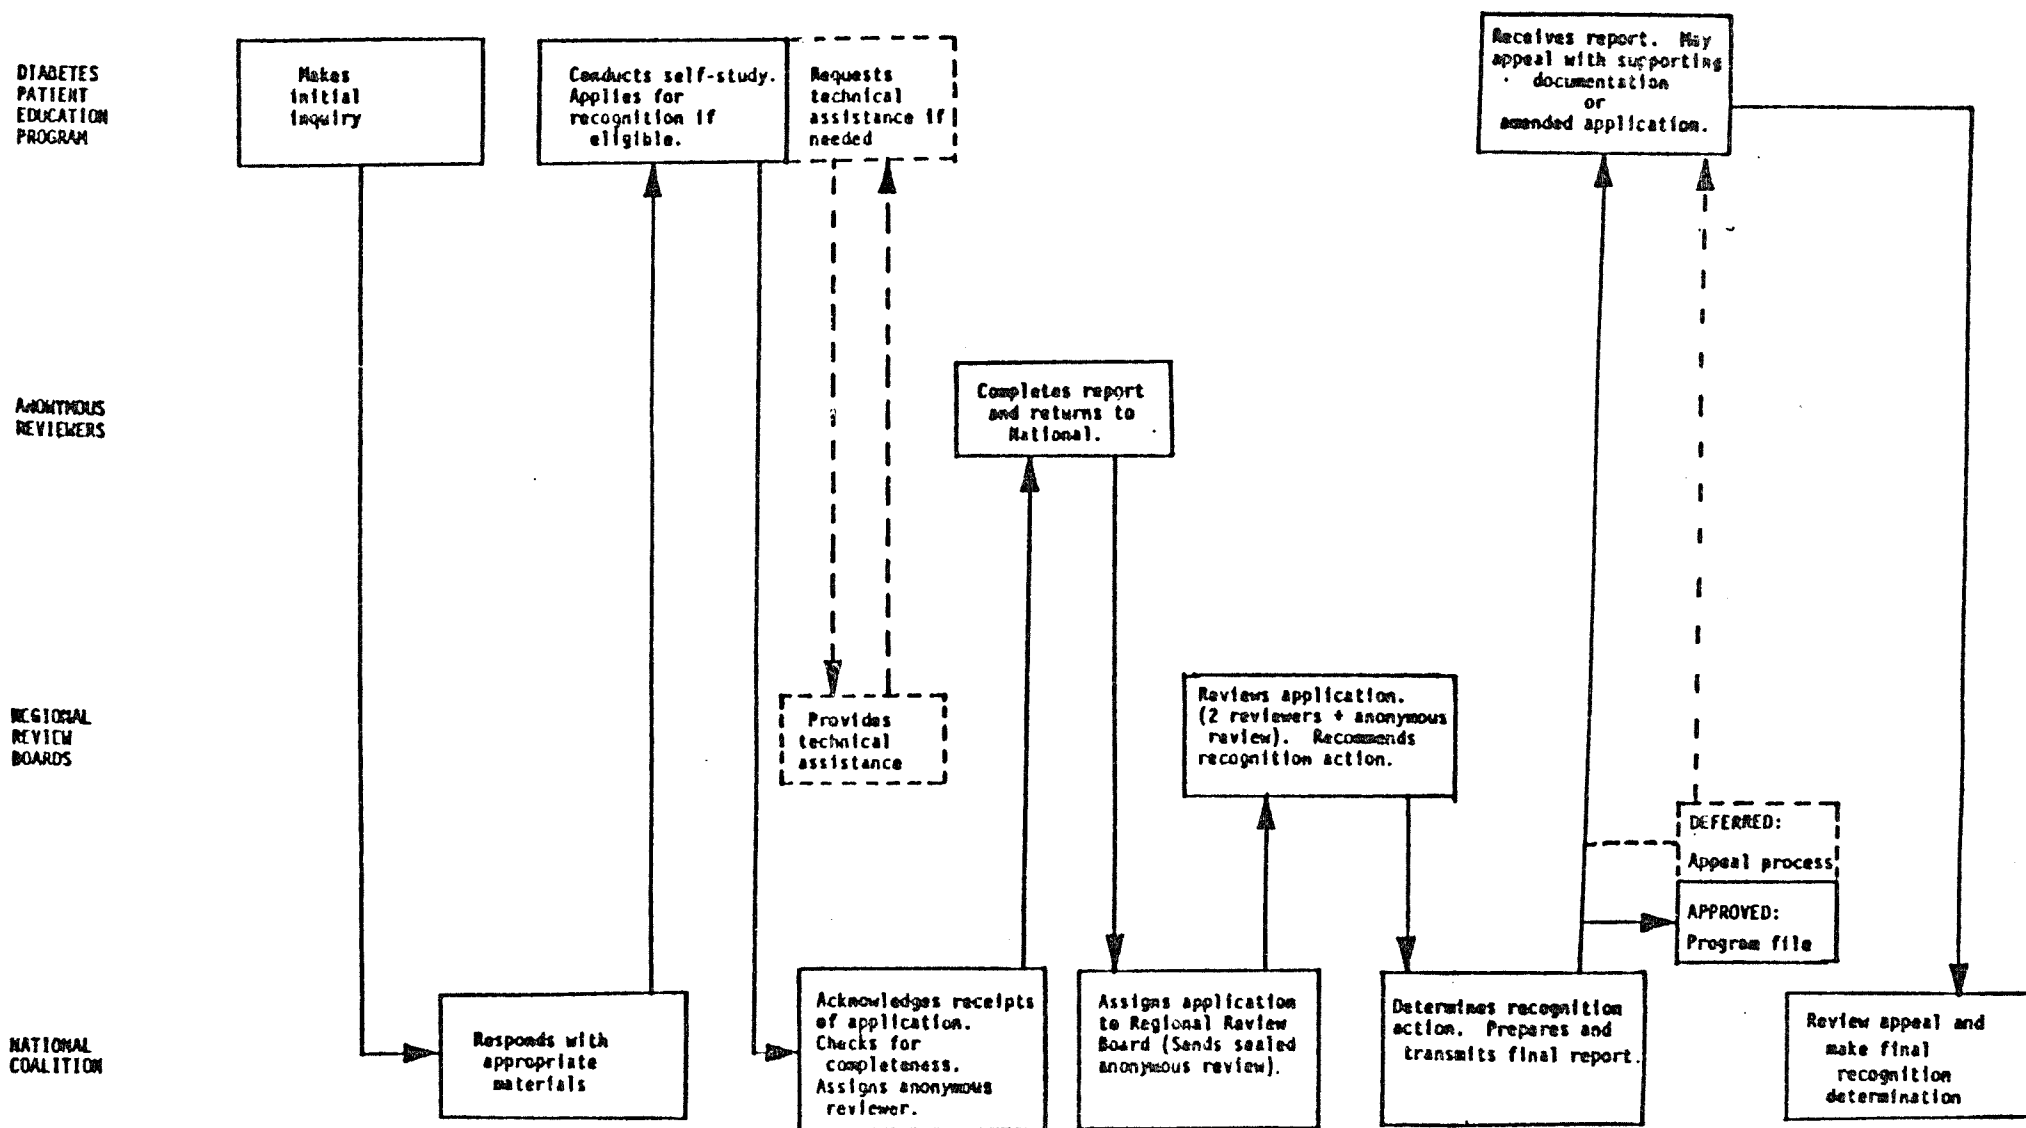 DIABETES
PATIENT
EDUCATION
PROGRAM
Makes
initial
inquiry
Conducts self-study.
Applies for
recognition if
eligible.
Requests
technical
assistance if
needed
Receives report. May
appeal with supporting
documentation
or
amended application.
ANONYMOUS
REVIEWERS
Completes report
and returns to
National.
REGIONAL
REVIEW
BOARDS
Provides
technical
assistance
Reviews application.
(2 reviewers + anonymous
review). Recommends
recognition action.
DEFERRED:
Appeal process
APPROVED:
Program file
NATIONAL
COALITION
Responds with
appropriate
materials
Acknowledges receipts
of application.
Checks for
completeness.
Assigns anonymous
reviewer.
Assigns application
to Regional Review
Board (Sends sealed
anonymous review).
Determines recognition
action. Prepares and
transmits final report.
Review appeal and
make final
recognition
determination